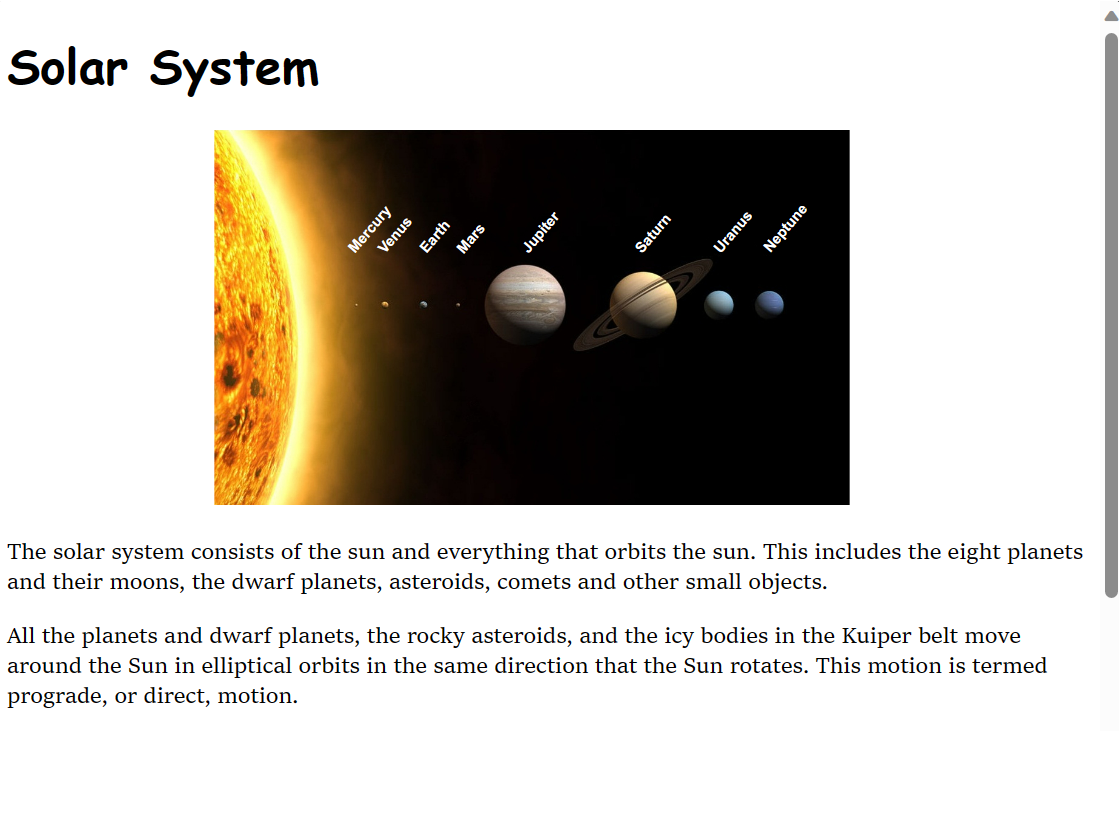 Solar System
Mercury
Venus
Earth
Mars
Jupiter
Saturn
Uranus
Neptune
The solar system consists of the sun and everything that orbits the sun. This includes the eight planets
and their moons, the dwarf planets, asteroids, comets and other small objects.
All the planets and dwarf planets, the rocky asteroids, and the icy bodies in the Kuiper belt move
around the Sun in elliptical orbits in the same direction that the Sun rotates. This motion is termed
prograde, or direct, motion.